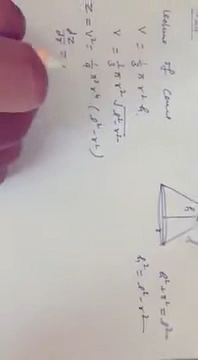 Volume of cone
V = 1/3 π r² h
V = 1/3 π r² √l²-r²
Z = V² = 1/9 π² r⁴ (l² - r²)
dZ/dr =
h
r
l
h² + r² = l²
h² = l² - r²